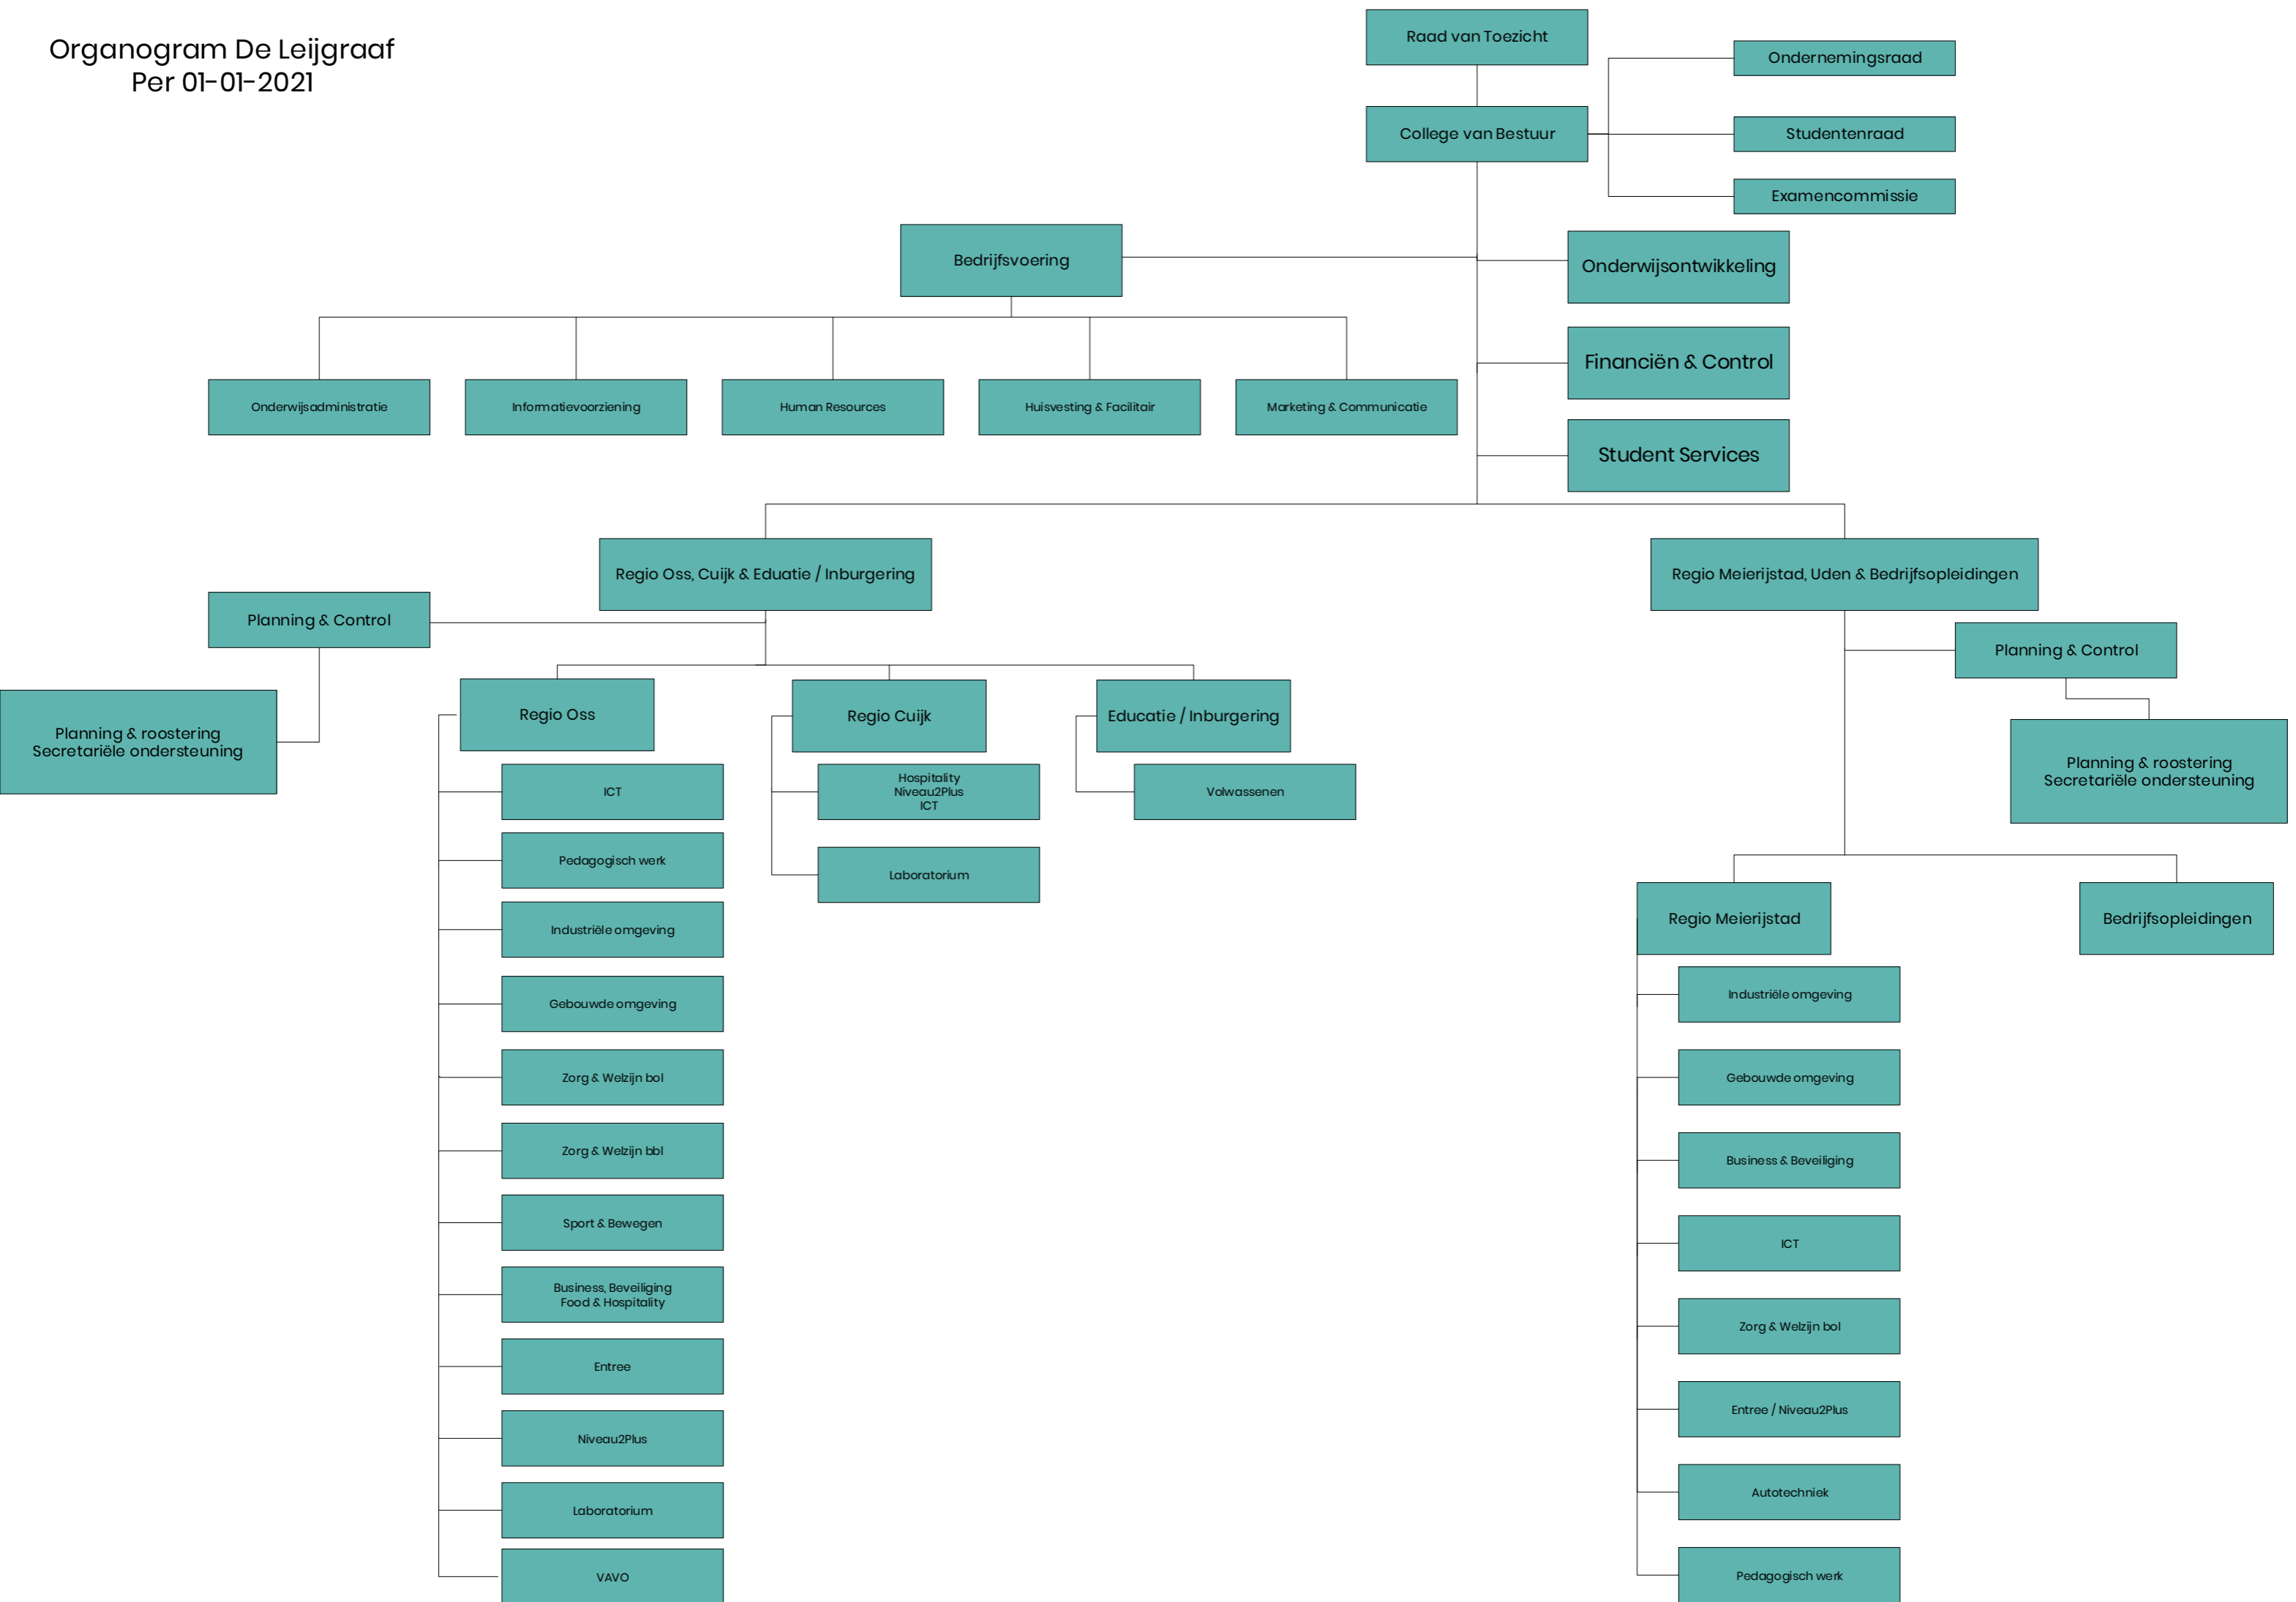 Organogram De Leijgraaf
Per 01-01-2021
Raad van Toezicht
Ondernemingsraad
College van Bestuur
Studentenraad
Examencommissie
Bedrijfsvoering
Onderwijsontwikkeling
Financiën & Control
Onderwijsadministratie
Informatievoorziening
Human Resources
Huisvesting & Facilitair
Marketing & Communicatie
Student Services
Regio Oss, Cuijk & Eduatie / Inburgering
Regio Meierijstad, Uden & Bedrijfsopleidingen
Planning & Control
Planning & roostering
Secretariële ondersteuning
Planning & Control
Planning & roostering
Secretariële ondersteuning
Regio Oss
ICT
Pedagogisch werk
Industriële omgeving
Gebouwde omgeving
Zorg & Welzijn bol
Zorg & Welzijn bbl
Sport & Bewegen
Business, Beveiliging
Food & Hospitality
Entree
Niveau2Plus
Laboratorium
VAVO
Regio Cuijk
Hospitality
Niveau2Plus
ICT
Laboratorium
Educatie / Inburgering
Volwassenen
Regio Meierijstad
Industriële omgeving
Gebouwde omgeving
Business & Beveiliging
ICT
Zorg & Welzijn bol
Entree / Niveau2Plus
Autotechniek
Pedagogisch werk
Bedrijfsopleidingen